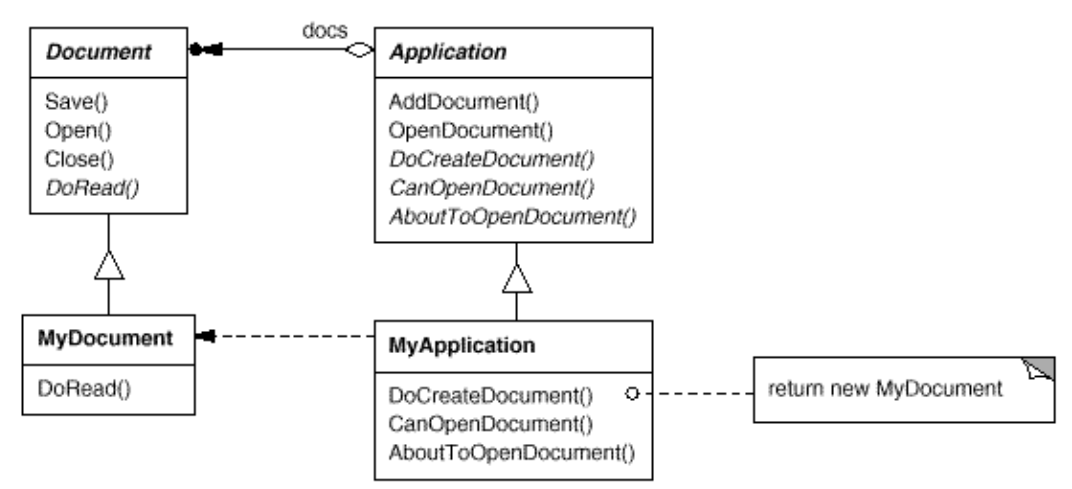 docs
Document
Save()
Open()
Close()
DoRead()
Application
AddDocument()
OpenDocument()
DoCreateDocument()
CanOpenDocument()
AboutToOpenDocument()
MyDocument
DoRead()
MyApplication
DoCreateDocument()
CanOpenDocument()
AboutToOpenDocument()
return new MyDocument